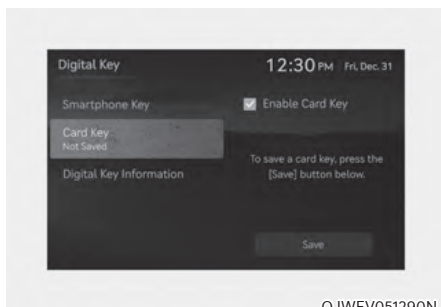 Digital Key
12:30 PM Fri, Dec. 31
Smartphone Key
Enable Card Key
Card Key
Not Saved
To save a card key, press the
[Save] button below.
Digital Key Information
Save
OJWEV051290N